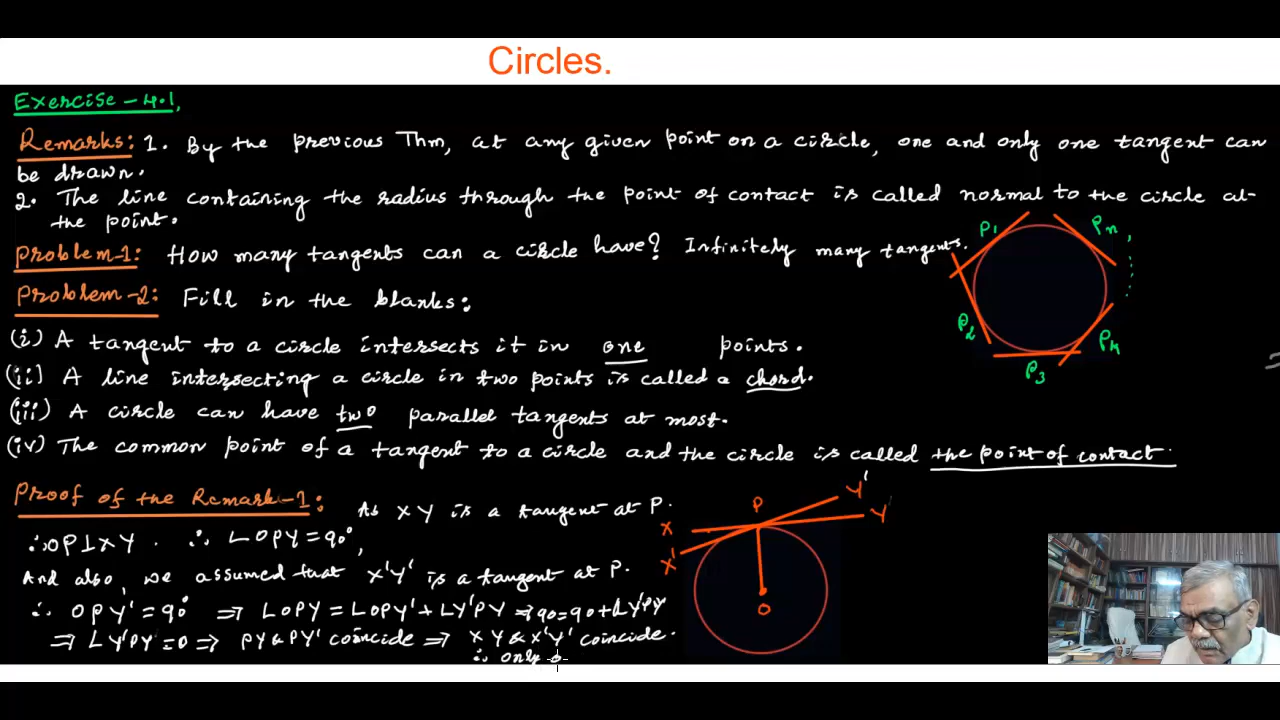 Circles.
Exercise-4.1,
Remarks: 1. By the previous Thm, at any given point on a circle, one and only one tangent can
be drawn.
2. The line containing the radius through the point of contact is called normal to the circle at
the point.
Problem-1: How many tangents can a circle have? Infinitely many tangents.
P1 Pn
P2 P3 P4
Problem-2: Fill in the blanks:
(i) A tangent to a circle intersects it in one points.
(ii) A line intersecting a circle in two points is called a chord.
(iii) A circle can have two parallel tangents at most.
(iv) The common point of a tangent to a circle and the circle is called the point of contact.
Proof of the Remark-1: As XY is a tangent at P.
∴ OP⊥XY. ∴ ∠OPY=90°,
And also, we assumed that X'Y' is a tangent at P.
∴ OPY'=90° ⇒ ∠OPY = ∠OPY' + ∠Y'PY ⇒ 90=90+∠Y'PY
⇒ ∠Y'PY=0 ⇒ PY & PY' coincide ⇒ XY & X'Y' coincide.
∴ only o
P Y'
X Y
X'
O